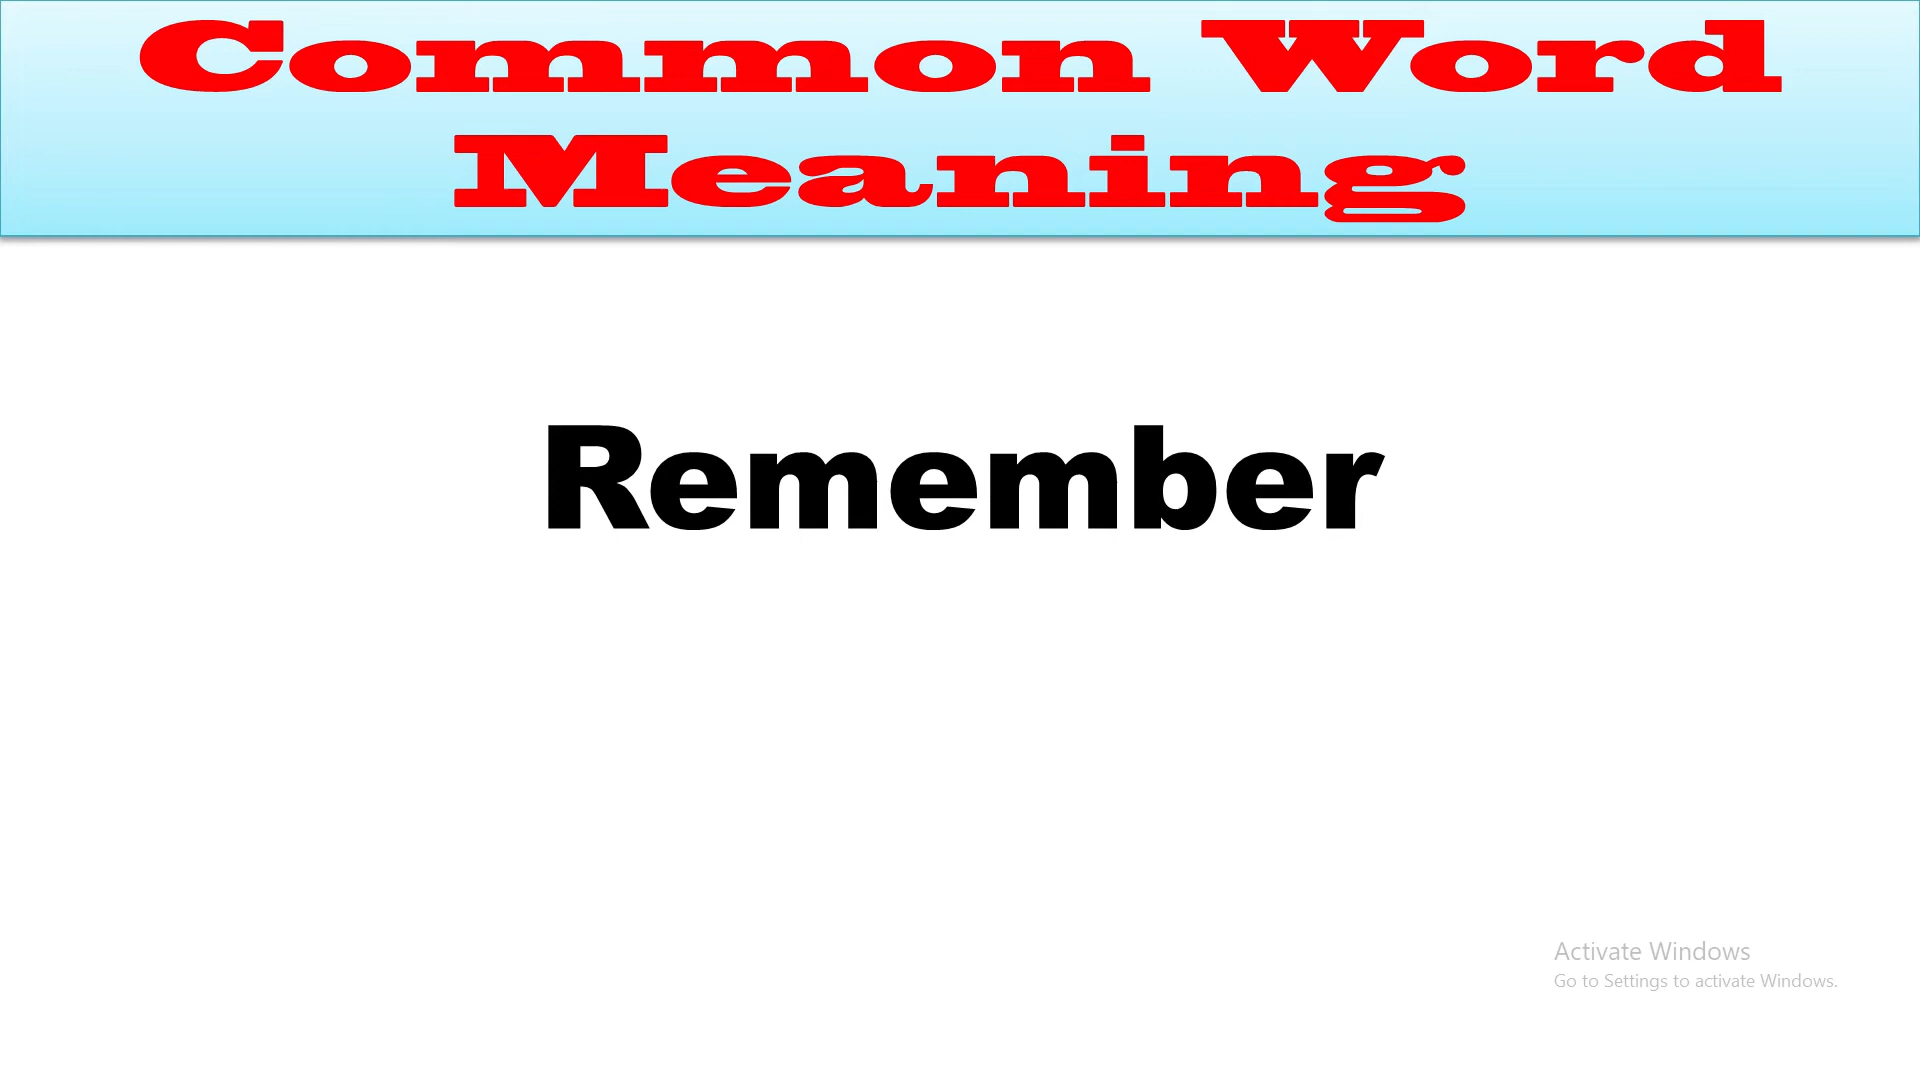 Common Word
Meaning
Remember
Activate Windows
Go to Settings to activate Windows.